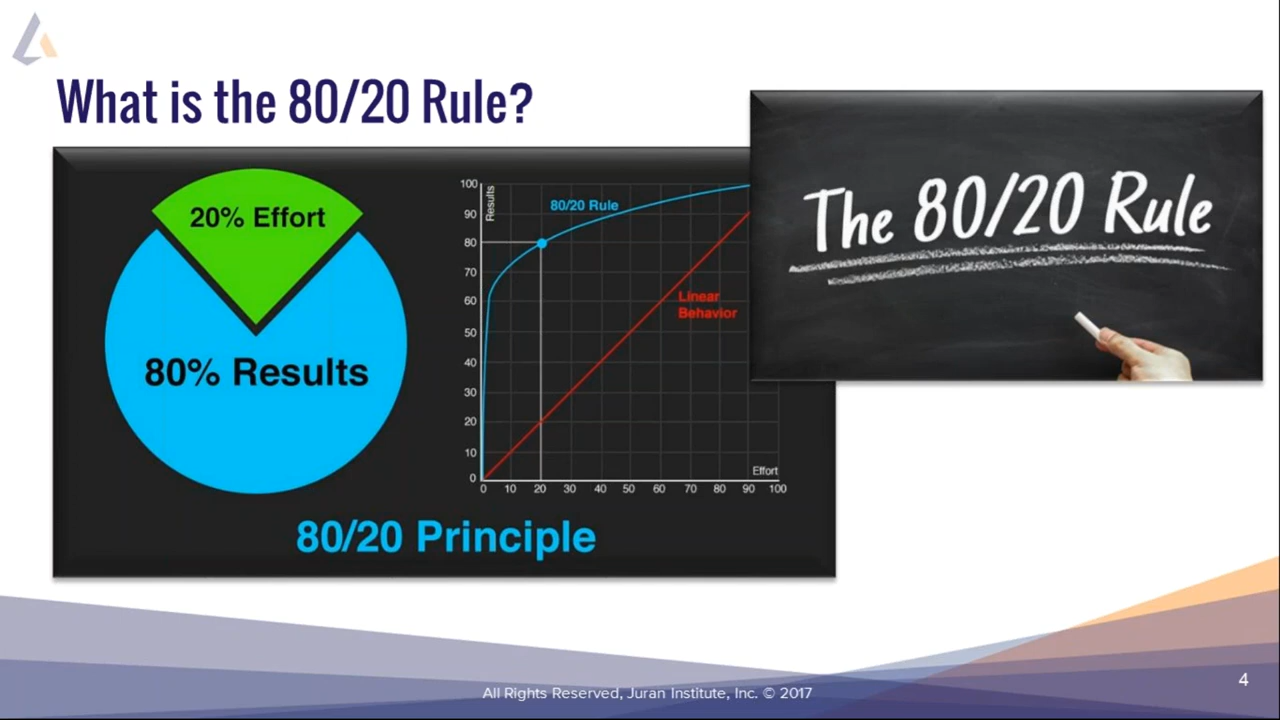 What is the 80/20 Rule?
20% Effort
80% Results
100
90
80
70
60
50
40
30
20
10
0
Results
80/20 Rule
Linear
Behavior
Effort
0 10 20 30 40 50 60 70 80 90 100
80/20 Principle
The 80/20 Rule
All Rights Reserved, Juran Institute, Inc. © 2017
4